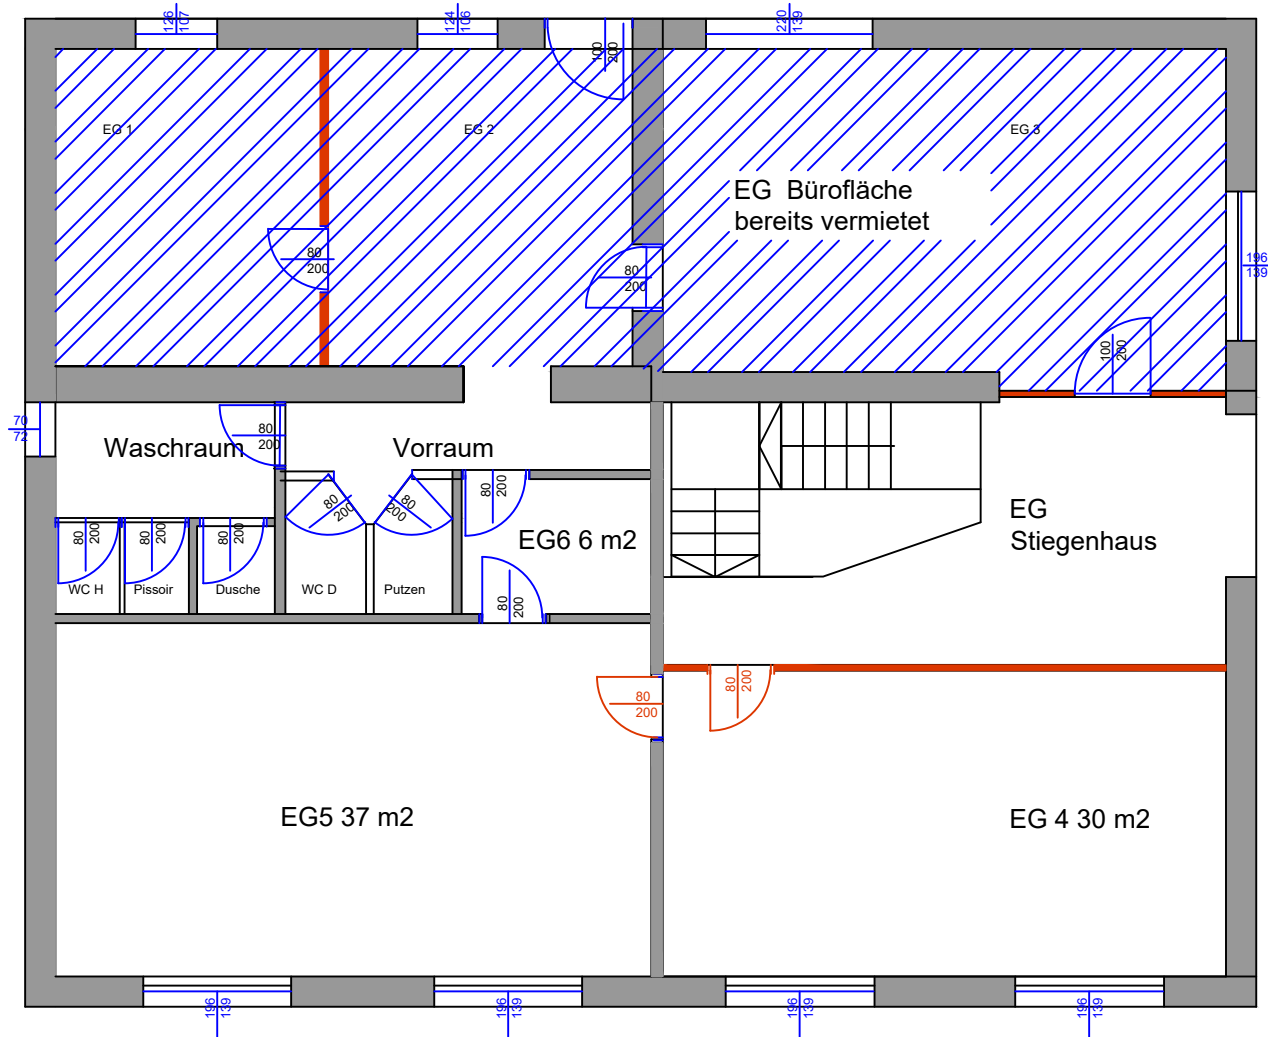 126
107
124
106
220
139
100
200
EG 1
EG 2
EG 3
EG  Bürofläche
bereits vermietet
80
200
80
200
196
139
100
200
70
72
Waschraum
80
200
Vorraum
80
200
80
200
80
200
EG6 6 m2
EG
Stiegenhaus
80
200
80
200
80
200
WC H
Pissoir
Dusche
WC D
Putzen
80
200
80
200
80
200
EG5 37 m2
EG 4 30 m2
196
139
196
139
196
139
196
139